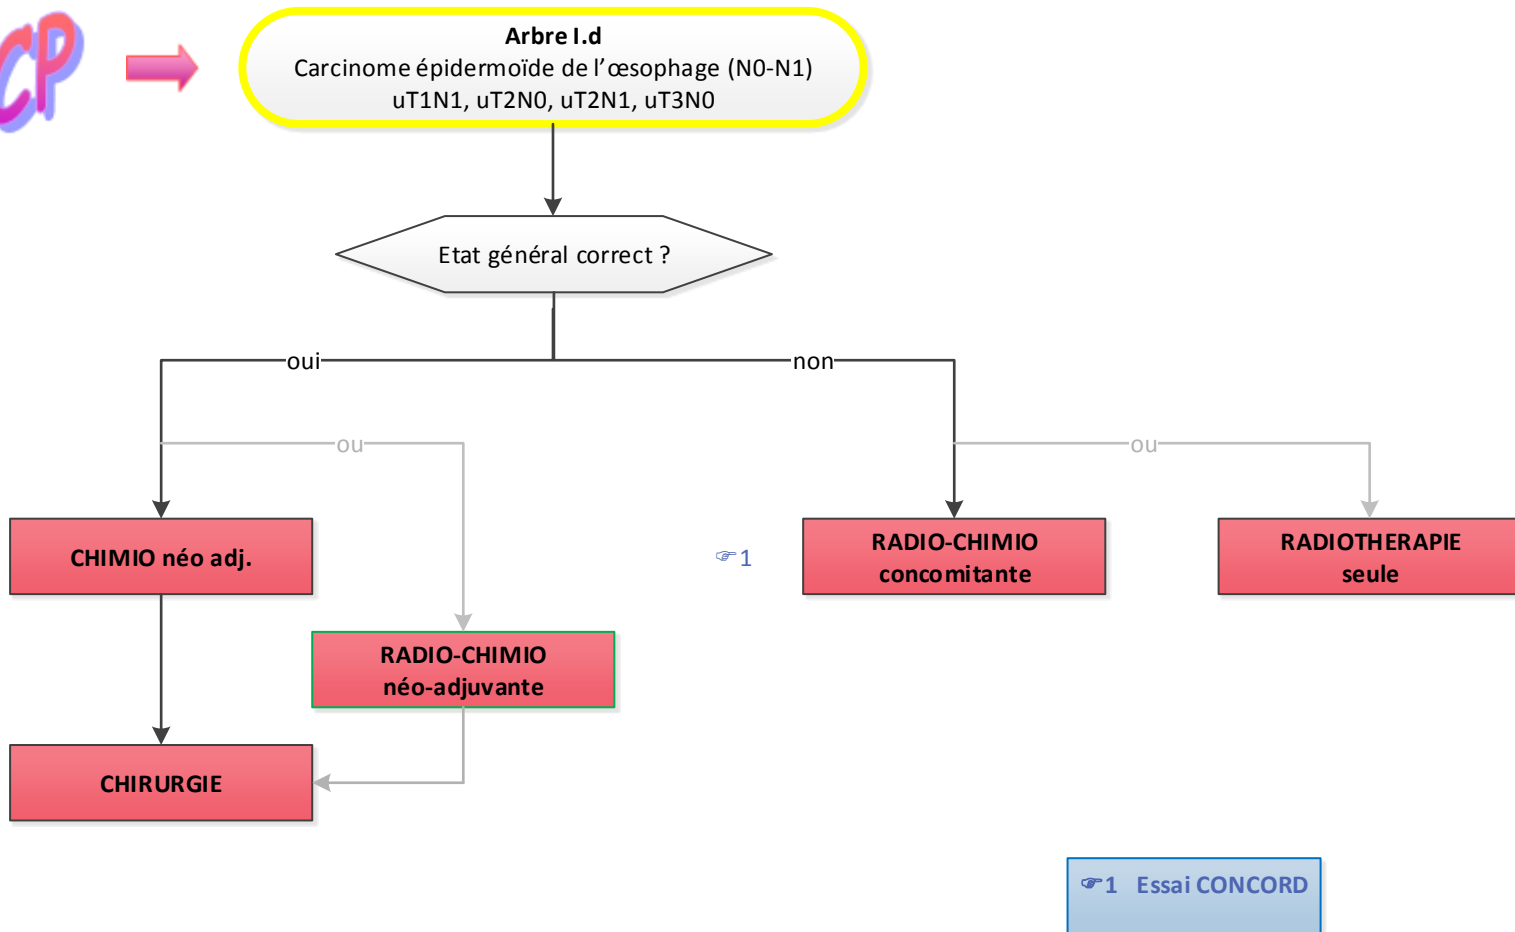 CP
Arbre I.d
Carcinome épidermoïde de l’œsophage (N0-N1)
uT1N1, uT2N0, uT2N1, uT3N0
Etat général correct ?
oui
non
ou
ou
CHIMIO néo adj.
☞1
RADIO-CHIMIO
concomitante
RADIOTHERAPIE
seule
RADIO-CHIMIO
néo-adjuvante
CHIRURGIE
☞1 Essai CONCORD